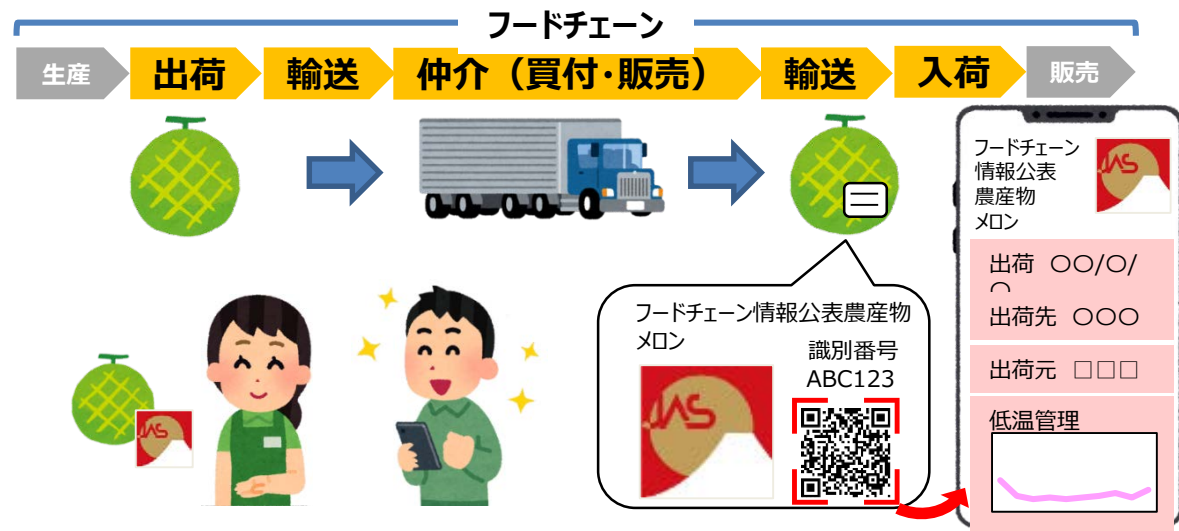 フードチェーン
生産
出荷
輸送
仲介（買付・販売）
輸送
入荷
販売
フードチェーン
情報公表
農産物
メロン
JAS
出荷 〇〇/〇/
〇
出荷先 〇〇〇
出荷元 □□□
低温管理
フードチェーン情報公表農産物
メロン
識別番号
ABC123
JAS
JAS